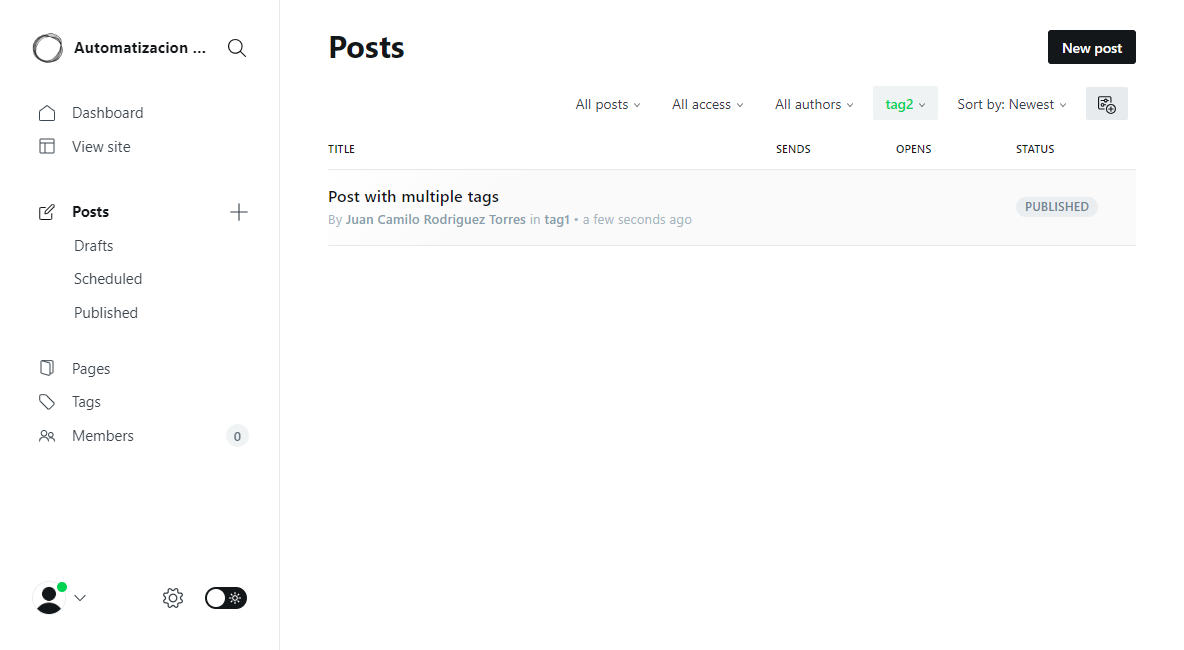 Automatizacion ...
Dashboard
View site
Posts
Drafts
Scheduled
Published
Pages
Tags
Members
0
Posts
New post
All posts
All access
All authors
tag2
Sort by: Newest
TITLE
SENDS
OPENS
STATUS
Post with multiple tags
By Juan Camilo Rodriguez Torres in tag1 • a few seconds ago
PUBLISHED